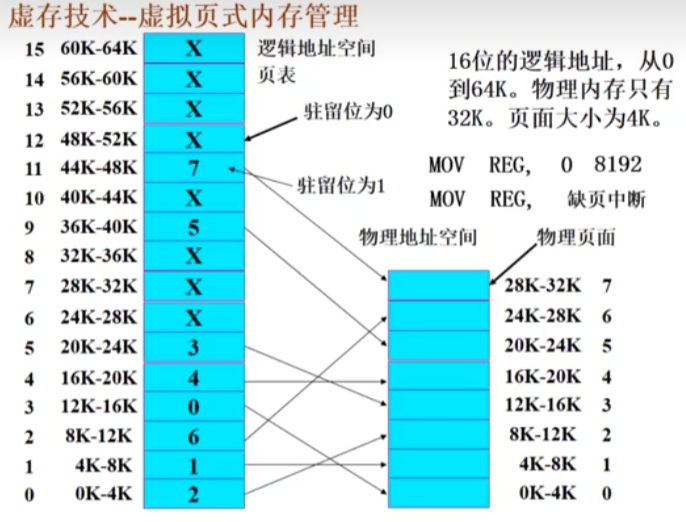 虚存技术--虚拟页式内存管理
15 60K-64K X
14 56K-60K X
13 52K-56K X
12 48K-52K X
11 44K-48K 7
10 40K-44K X
9 36K-40K 5
8 32K-36K X
7 28K-32K X
6 24K-28K X
5 20K-24K 3
4 16K-20K 4
3 12K-16K 0
2 8K-12K 6
1 4K-8K 1
0 0K-4K 2
逻辑地址空间
页表
驻留位为0
驻留位为1
16位的逻辑地址，从0
到64K。物理内存只有
32K。页面大小为4K。
MOV REG, 0 8192
MOV REG, 缺页中断
物理地址空间
物理页面
28K-32K 7
24K-28K 6
20K-24K 5
16K-20K 4
12K-16K 3
8K-12K 2
4K-8K 1
0K-4K 0